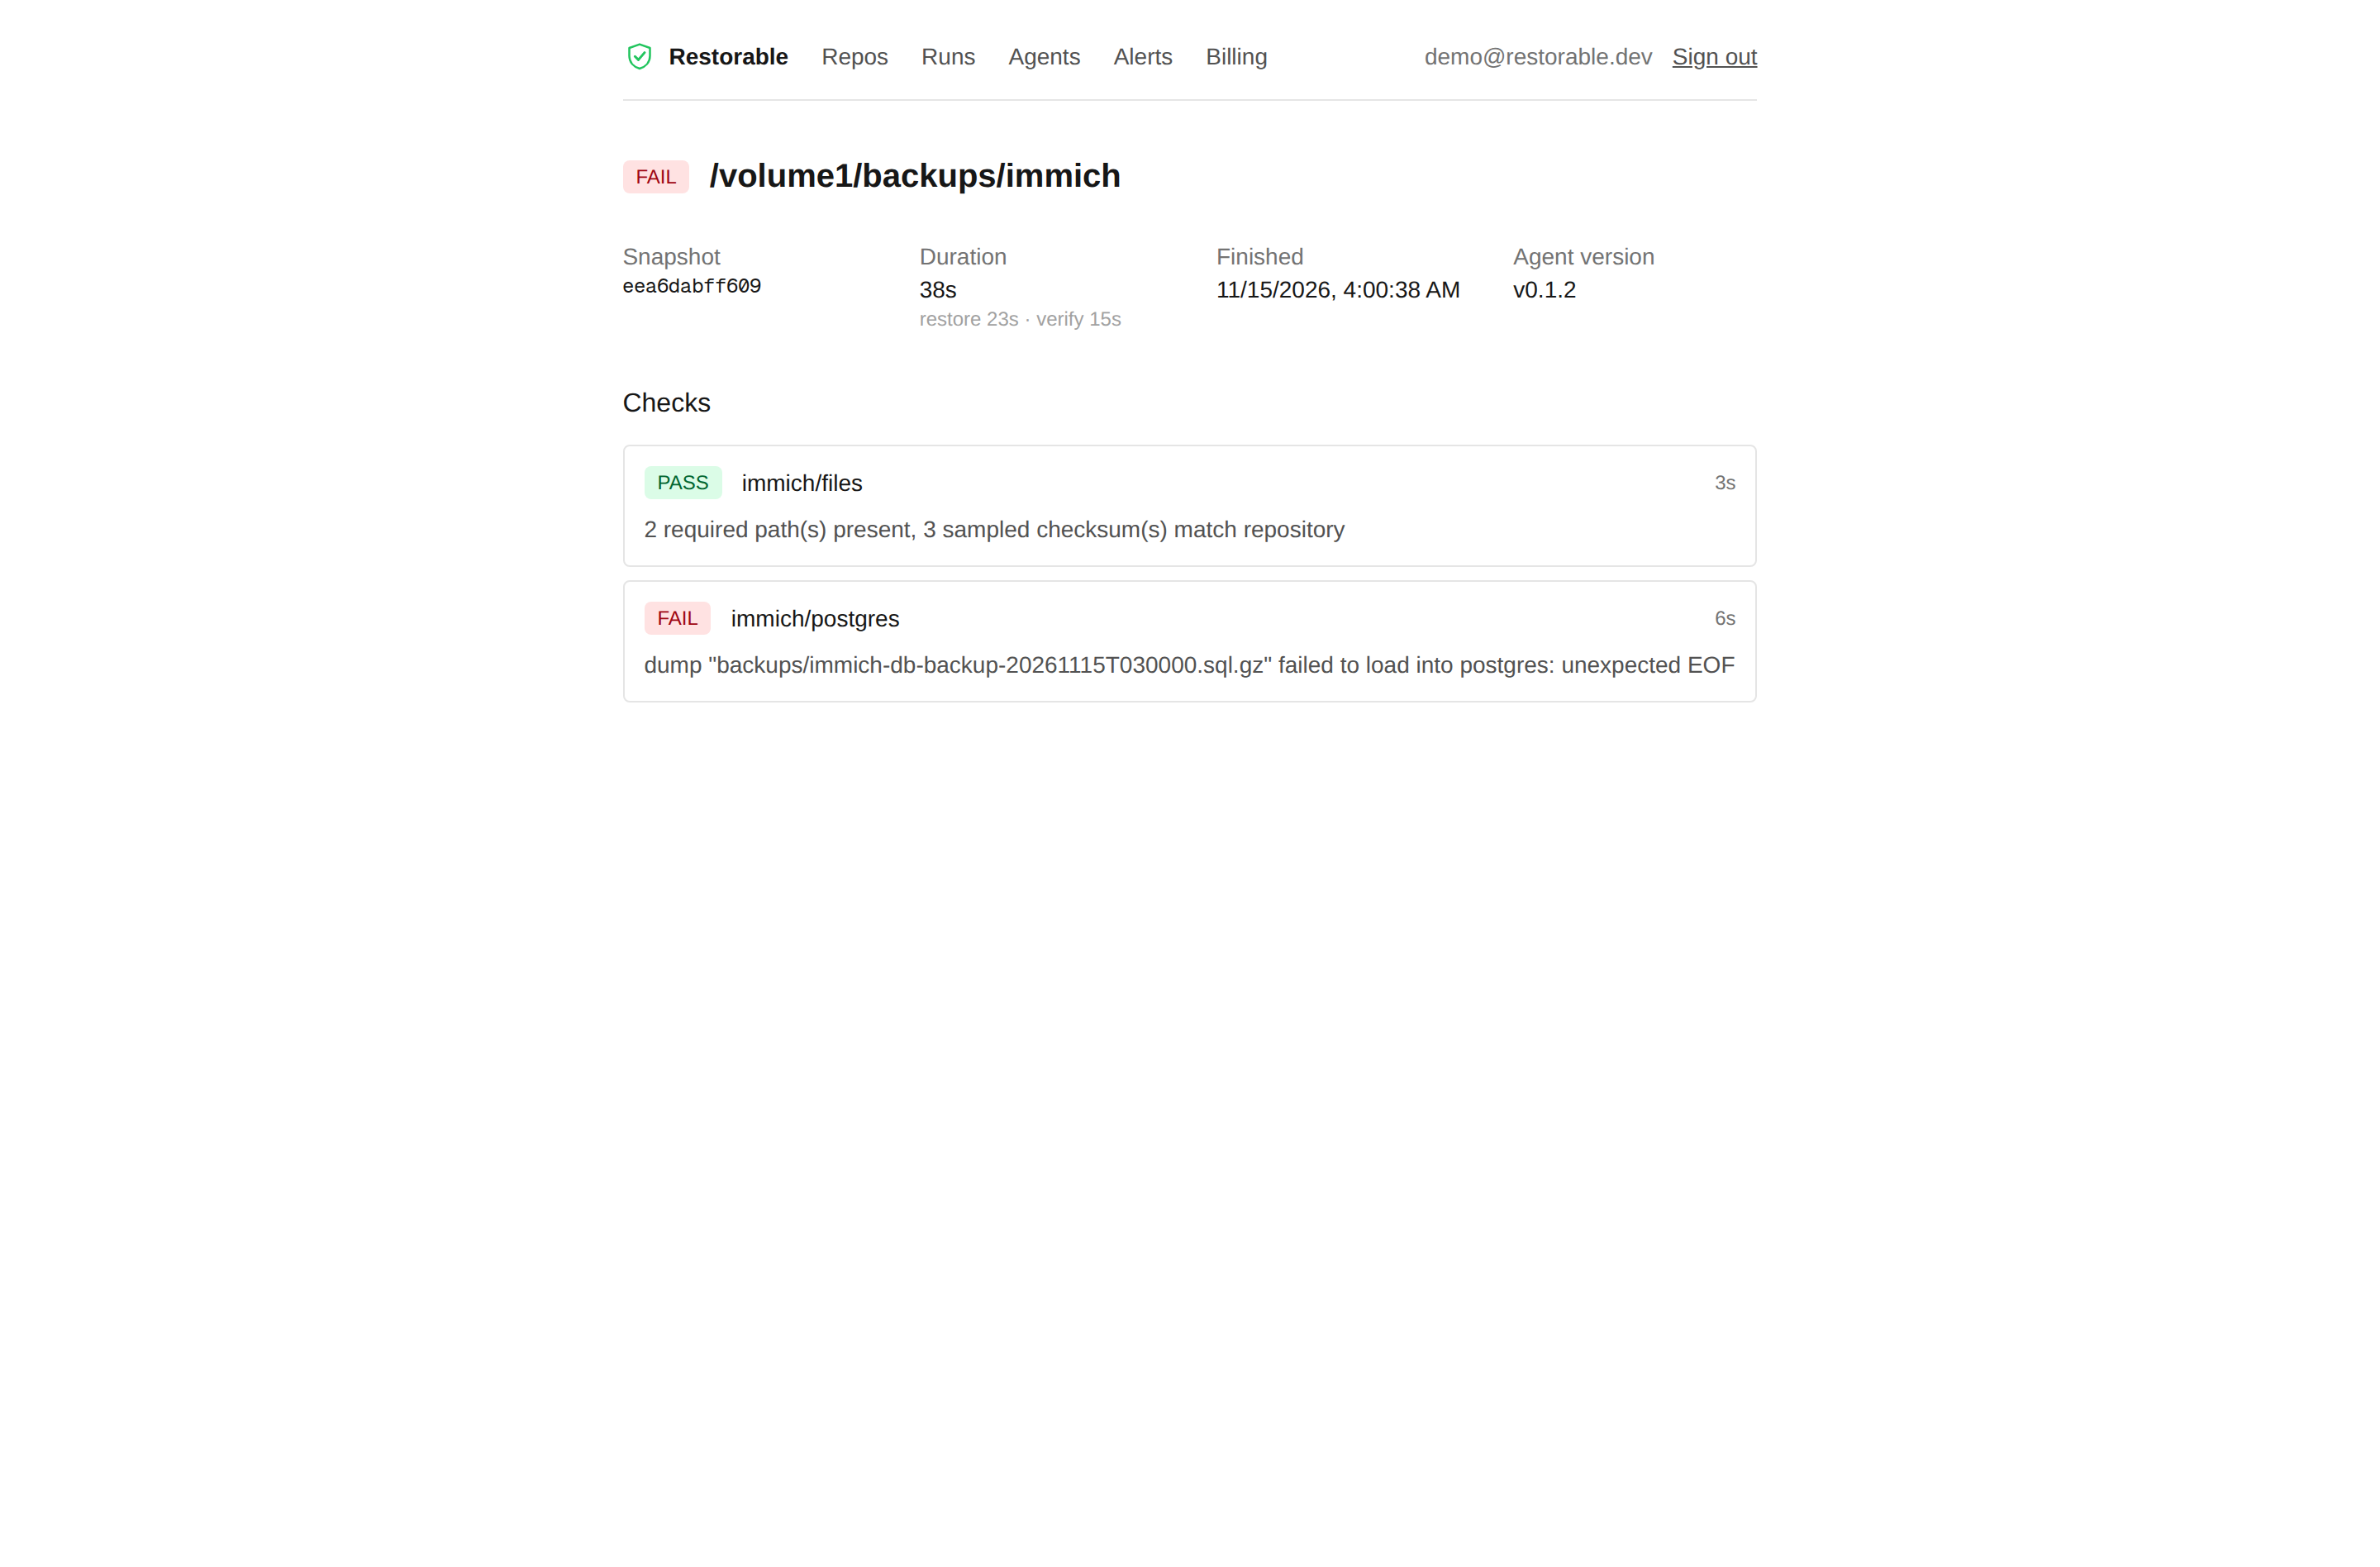 Restorable Repos Runs Agents Alerts Billing demo@restorable.dev Sign out
FAIL /volume1/backups/immich
Snapshot Duration Finished Agent version
eea6dabff609 38s 11/15/2026, 4:00:38 AM v0.1.2
restore 23s · verify 15s
Checks
PASS immich/files 3s
2 required path(s) present, 3 sampled checksum(s) match repository
FAIL immich/postgres 6s
dump "backups/immich-db-backup-20261115T030000.sql.gz" failed to load into postgres: unexpected EOF